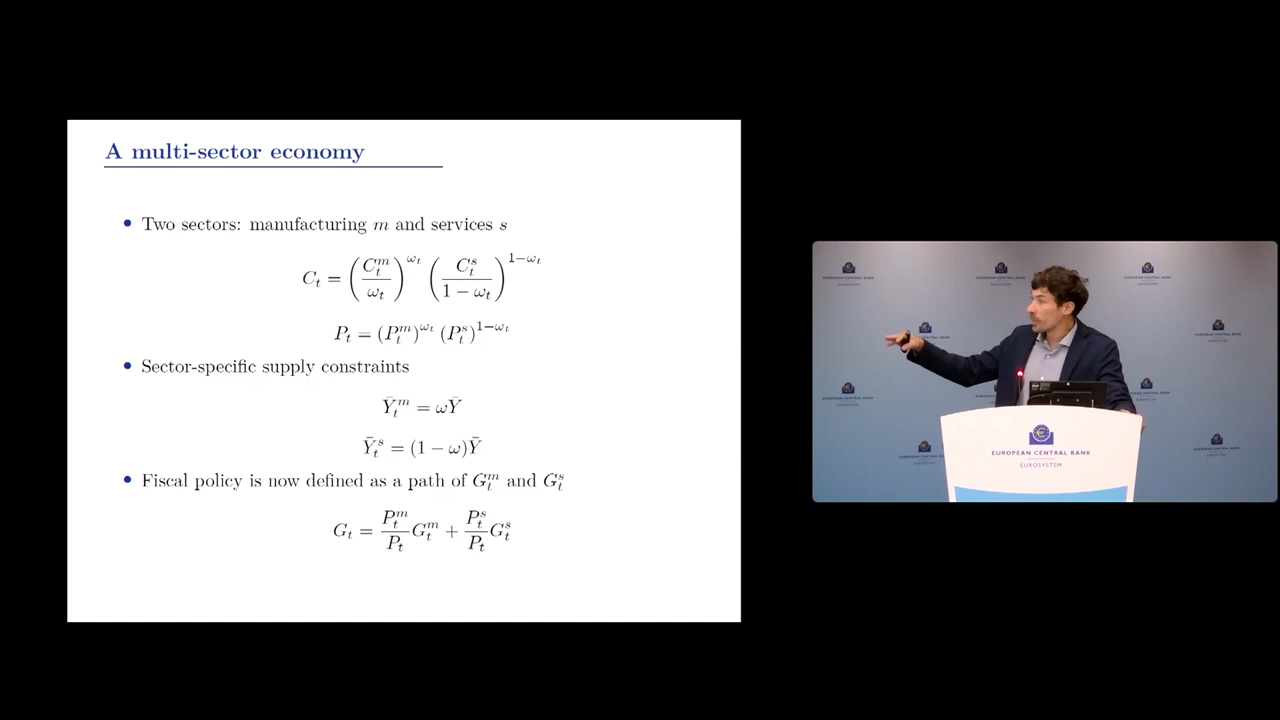 A multi-sector economy
• Two sectors: manufacturing m and services s
C_t = (C_t^m / ω_t)^{ω_t} (C_t^s / 1 − ω_t)^{1−ω_t}
P_t = (P_t^m)^{ω_t} (P_t^s)^{1−ω_t}
• Sector-specific supply constraints
Ȳ_t^m = ωȲ
Ȳ_t^s = (1 − ω)Ȳ
• Fiscal policy is now defined as a path of G_t^m and G_t^s
G_t = P_t^m / P_t G_t^m + P_t^s / P_t G_t^s
EUROPEAN CENTRAL BANK
EUROSYSTEM